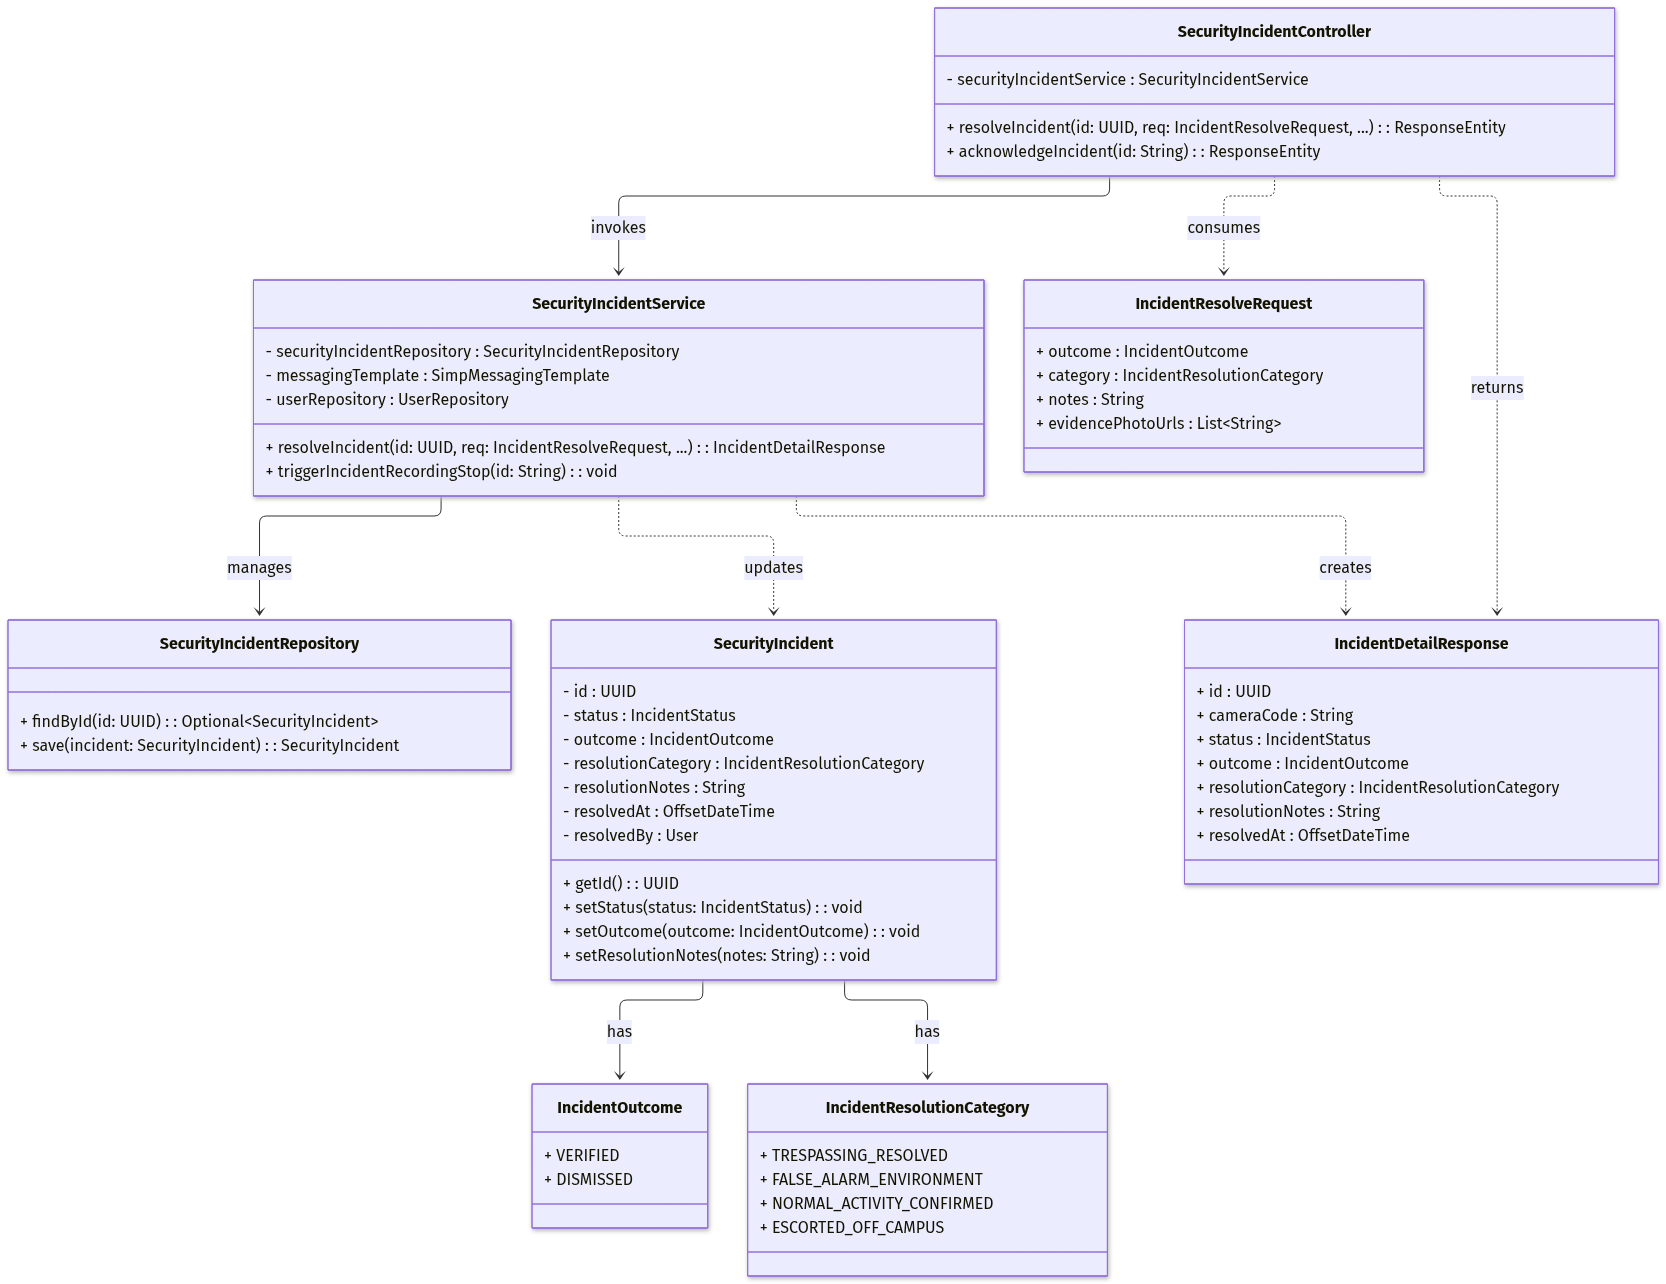 SecurityIncidentController
- securityIncidentService : SecurityIncidentService
+ resolveIncident(id: UUID, req: IncidentResolveRequest, ...) : : ResponseEntity
+ acknowledgeIncident(id: String) : : ResponseEntity
invokes
consumes
returns
SecurityIncidentService
- securityIncidentRepository : SecurityIncidentRepository
- messagingTemplate : SimpMessagingTemplate
- userRepository : UserRepository
+ resolveIncident(id: UUID, req: IncidentResolveRequest, ...) : : IncidentDetailResponse
+ triggerIncidentRecordingStop(id: String) : : void
IncidentResolveRequest
+ outcome : IncidentOutcome
+ category : IncidentResolutionCategory
+ notes : String
+ evidencePhotoUrls : List<String>
manages
updates
creates
SecurityIncidentRepository
+ findById(id: UUID) : : Optional<SecurityIncident>
+ save(incident: SecurityIncident) : : SecurityIncident
SecurityIncident
- id : UUID
- status : IncidentStatus
- outcome : IncidentOutcome
- resolutionCategory : IncidentResolutionCategory
- resolutionNotes : String
- resolvedAt : OffsetDateTime
- resolvedBy : User
+ getId() : : UUID
+ setStatus(status: IncidentStatus) : : void
+ setOutcome(outcome: IncidentOutcome) : : void
+ setResolutionNotes(notes: String) : : void
IncidentDetailResponse
+ id : UUID
+ cameraCode : String
+ status : IncidentStatus
+ outcome : IncidentOutcome
+ resolutionCategory : IncidentResolutionCategory
+ resolutionNotes : String
+ resolvedAt : OffsetDateTime
has
has
IncidentOutcome
+ VERIFIED
+ DISMISSED
IncidentResolutionCategory
+ TRESPASSING_RESOLVED
+ FALSE_ALARM_ENVIRONMENT
+ NORMAL_ACTIVITY_CONFIRMED
+ ESCORTED_OFF_CAMPUS